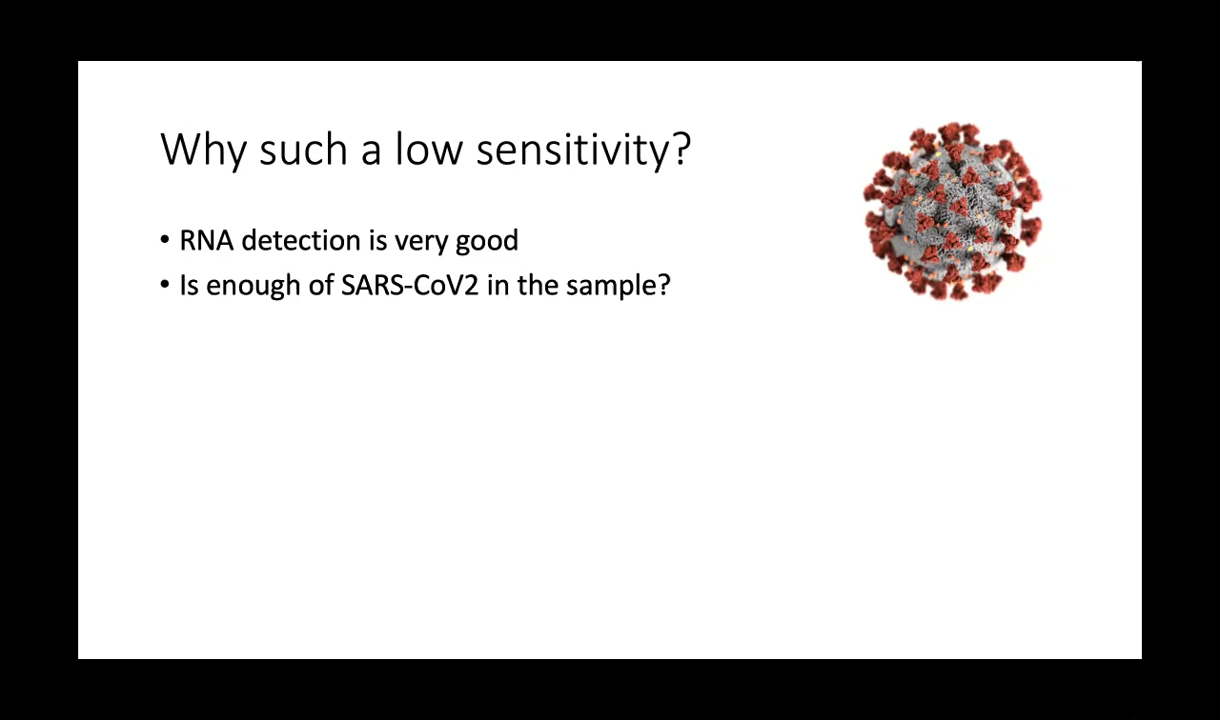 Why such a low sensitivity?
• RNA detection is very good
• Is enough of SARS-CoV2 in the sample?